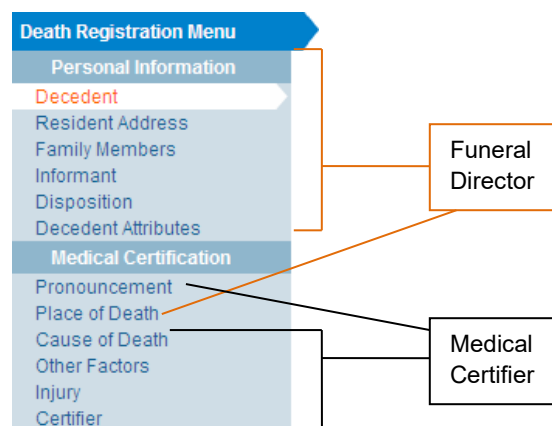 Death Registration Menu
Personal Information
Decedent
Resident Address
Family Members
Informant
Disposition
Decedent Attributes
Medical Certification
Pronouncement
Place of Death
Cause of Death
Other Factors
Injury
Certifier
Funeral
Director
Medical
Certifier